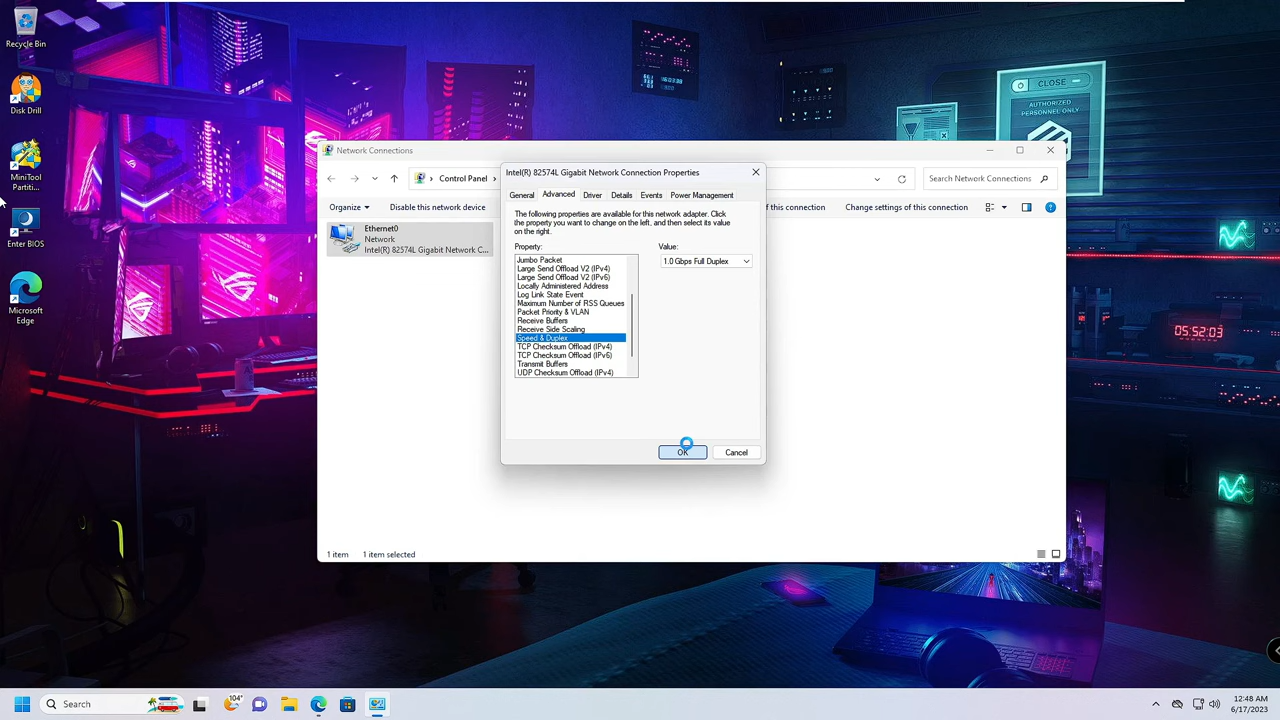 Recycle Bin
Disk Drill
MiniTool
Partiti...
Enter BIOS
Microsoft
Edge
CLOSE
AUTHORIZED
PERSONNEL ONLY
05:52:03
Network Connections
Control Panel
Search Network Connections
Organize
Disable this network device
of this connection
Change settings of this connection
Ethernet0
Network
Intel(R) 82574L Gigabit Network C...
Intel(R) 82574L Gigabit Network Connection Properties
General
Advanced
Driver
Details
Events
Power Management
The following properties are available for this network adapter. Click
the property you want to change on the left, and then select its value
on the right.
Property:
Value:
Jumbo Packet
Large Send Offload V2 (IPv4)
Large Send Offload V2 (IPv6)
Locally Administered Address
Log Link State Event
Maximum Number of RSS Queues
Packet Priority & VLAN
Receive Buffers
Receive Side Scaling
Speed & Duplex
TCP Checksum Offload (IPv4)
TCP Checksum Offload (IPv6)
Transmit Buffers
UDP Checksum Offload (IPv4)
1.0 Gbps Full Duplex
OK
Cancel
1 item
1 item selected
Search
104°
12:48 AM
6/17/2023